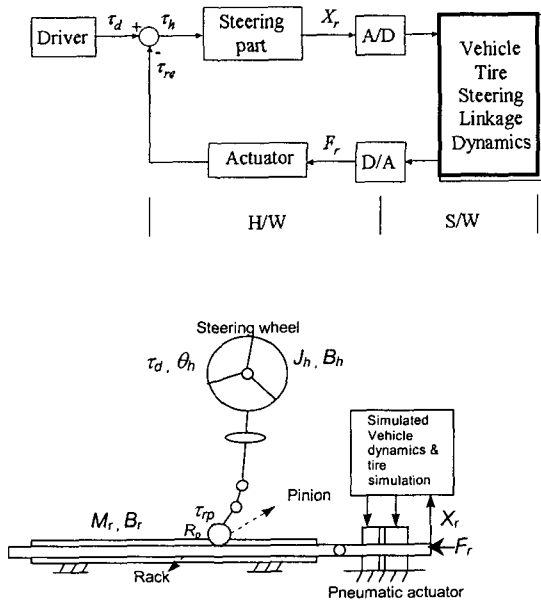 Driver
τd
+
τh
Steering
part
Xr
A/D
Vehicle
Tire
Steering
Linkage
Dynamics
-
τre
Actuator
Fr
D/A
H/W
S/W
Steering wheel
τd , θh
Jh , Bh
Simulated
Vehicle
dynamics &
tire
simulation
Pinion
τrp
Mr, Br
Rp
Xr
Fr
Rack
Pneumatic actuator